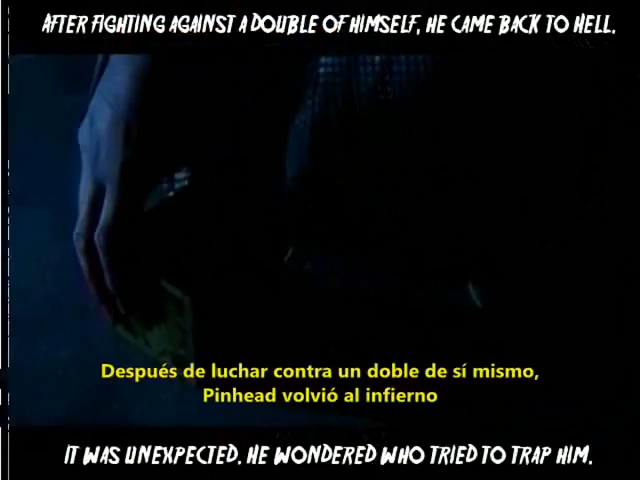 AFTER FIGHTING AGAINST A DOUBLE OF HIMSELF, HE CAME BACK TO HELL.
Después de luchar contra un doble de sí mismo,
Pinhead volvió al infierno
IT WAS UNEXPECTED. HE WONDERED WHO TRIED TO TRAP HIM.